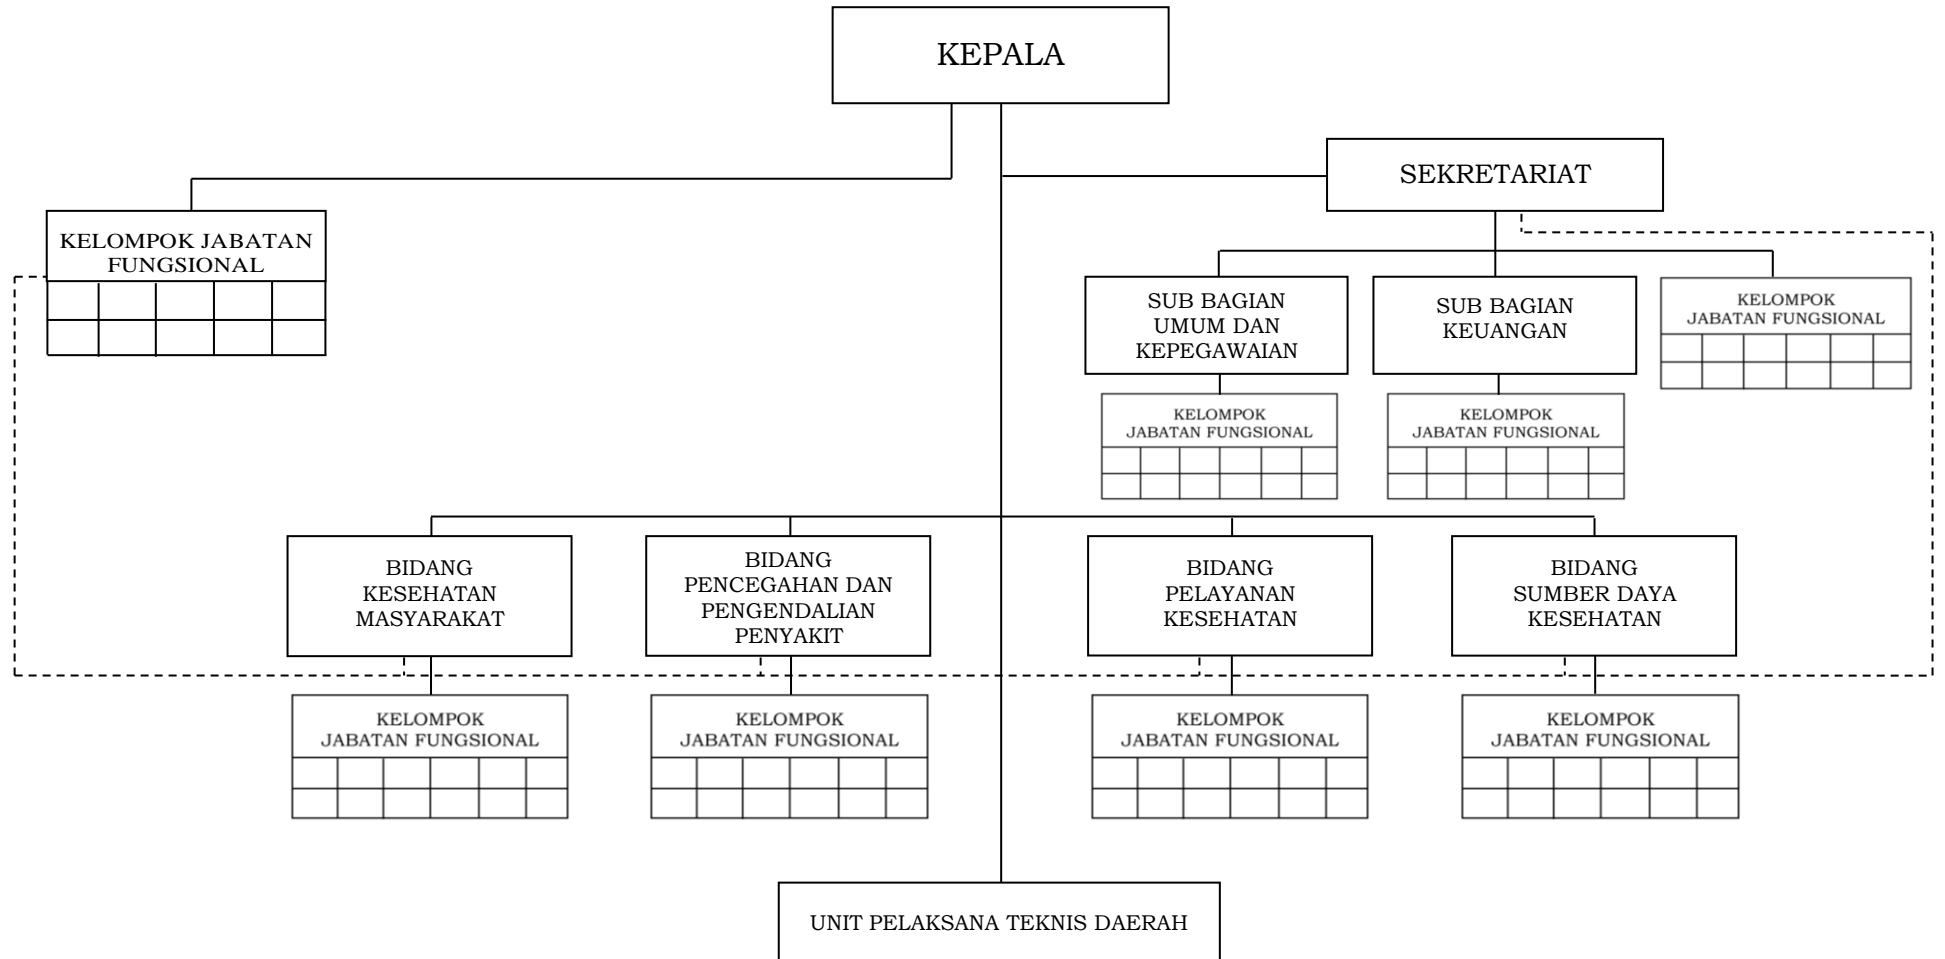 KEPALA
SEKRETARIAT
KELOMPOK JABATAN
FUNGSIONAL
SUB BAGIAN
UMUM DAN
KEPEGAWAIAN
SUB BAGIAN
KEUANGAN
KELOMPOK
JABATAN FUNGSIONAL
KELOMPOK
JABATAN FUNGSIONAL
KELOMPOK
JABATAN FUNGSIONAL
BIDANG
KESEHATAN
MASYARAKAT
BIDANG
PENCEGAHAN DAN
PENGENDALIAN
PENYAKIT
BIDANG
PELAYANAN
KESEHATAN
BIDANG
SUMBER DAYA
KESEHATAN
KELOMPOK
JABATAN FUNGSIONAL
KELOMPOK
JABATAN FUNGSIONAL
KELOMPOK
JABATAN FUNGSIONAL
KELOMPOK
JABATAN FUNGSIONAL
UNIT PELAKSANA TEKNIS DAERAH